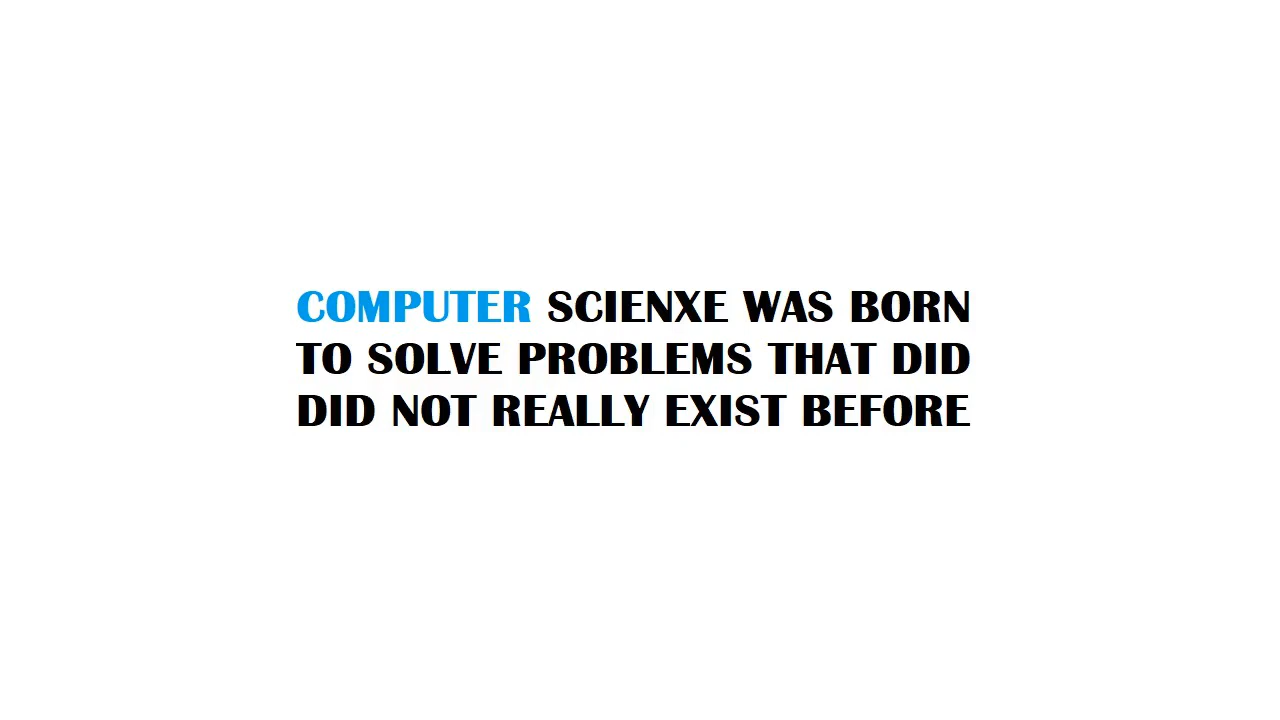 COMPUTER SCIENXE WAS BORN
TO SOLVE PROBLEMS THAT DID
DID NOT REALLY EXIST BEFORE